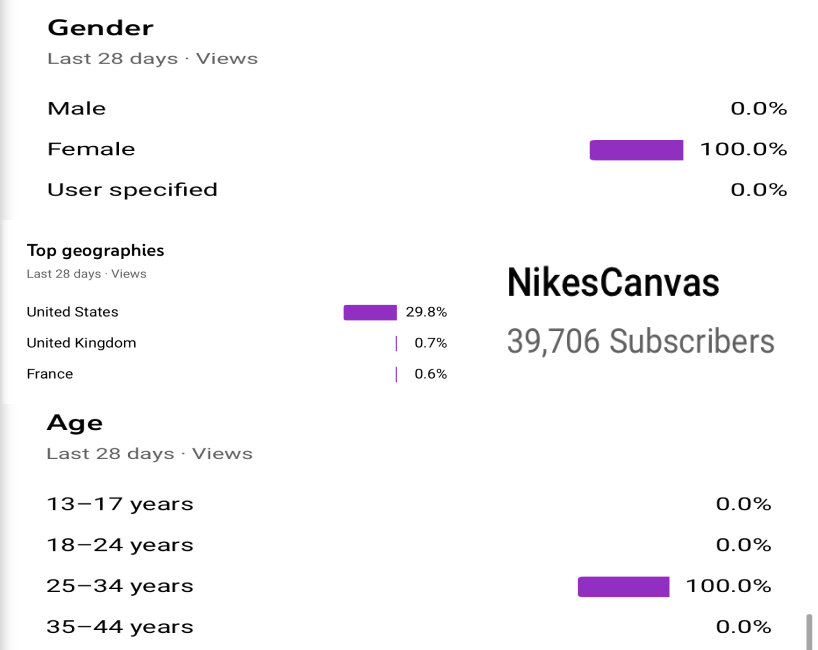 Gender
Last 28 days · Views
Male 0.0%
Female 100.0%
User specified 0.0%
Top geographies
Last 28 days · Views
United States 29.8%
United Kingdom 0.7%
France 0.6%
NikesCanvas
39,706 Subscribers
Age
Last 28 days · Views
13–17 years 0.0%
18–24 years 0.0%
25–34 years 100.0%
35–44 years 0.0%